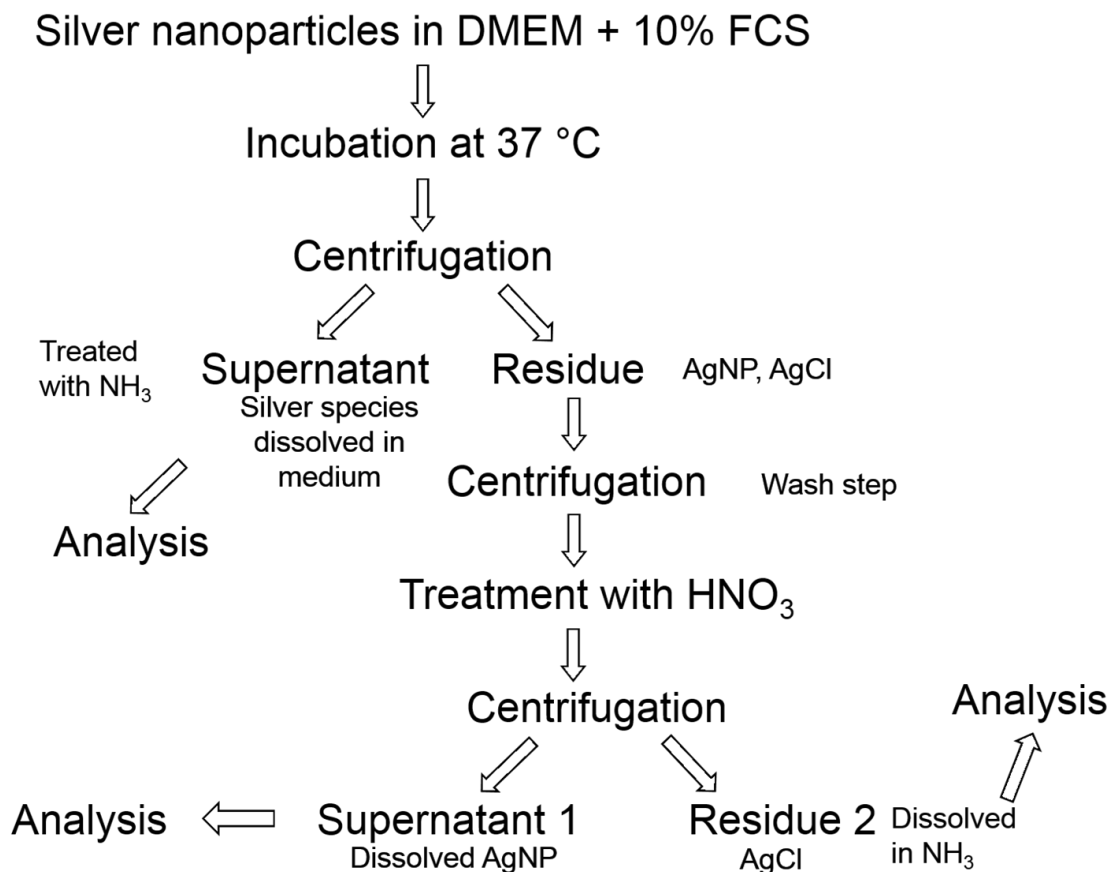 Silver nanoparticles in DMEM + 10% FCS
Incubation at 37 °C
Centrifugation
Treated
with NH₃
Supernatant
Silver species
dissolved in
medium
Analysis
Residue
AgNP, AgCl
Centrifugation
Wash step
Treatment with HNO₃
Centrifugation
Supernatant 1
Dissolved AgNP
Analysis
Residue 2
AgCl
Dissolved
in NH₃
Analysis